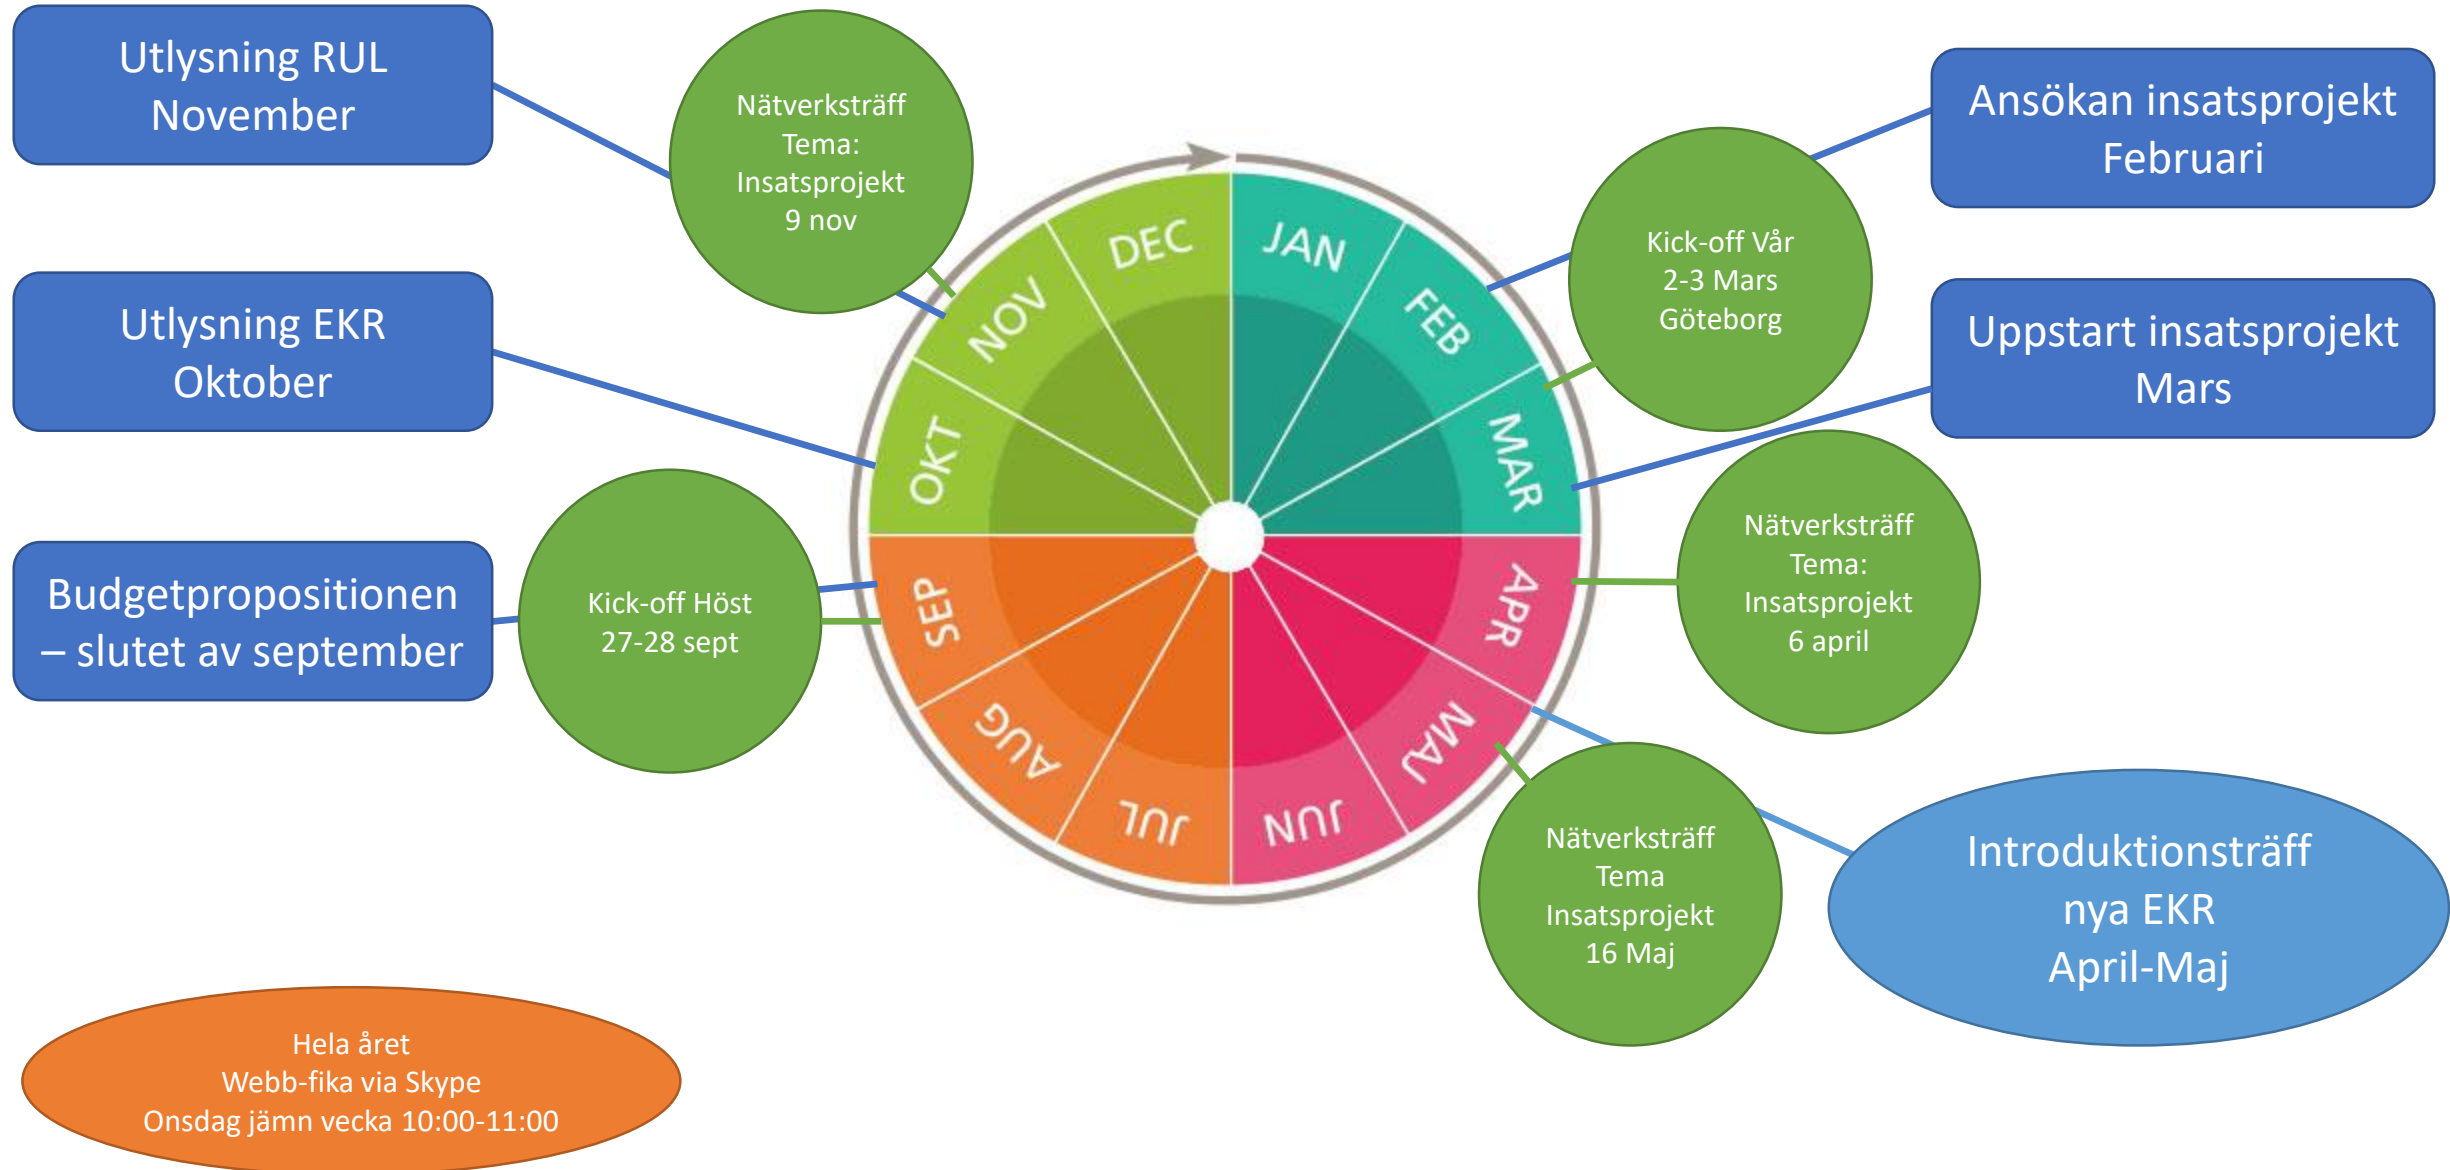 Utlysning RUL
November
Nätverksträff
Tema:
Insatsprojekt
9 nov
Ansökan insatsprojekt
Februari
Kick-off Vår
2-3 Mars
Göteborg
Utlysning EKR
Oktober
Uppstart insatsprojekt
Mars
Budgetpropositionen
– slutet av september
Kick-off Höst
27-28 sept
Nätverksträff
Tema:
Insatsprojekt
6 april
JAN
FEB
MAR
APR
MAJ
JUN
JUL
AUG
SEP
OKT
NOV
DEC
Nätverksträff
Tema
Insatsprojekt
16 Maj
Introduktionsträff
nya EKR
April-Maj
Hela året
Webb-fika via Skype
Onsdag jämn vecka 10:00-11:00